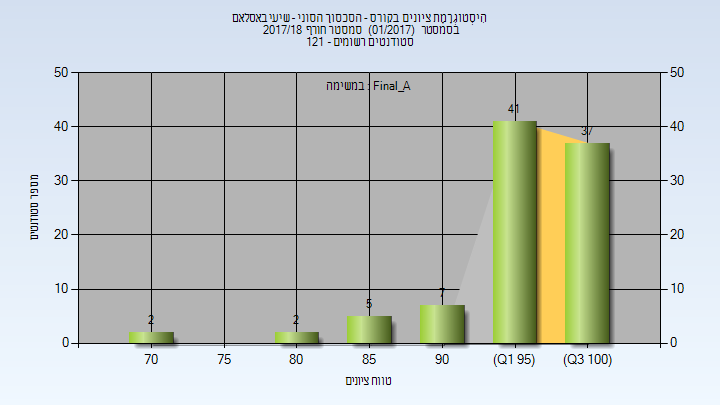 היסטוגרמת ציונים בקורס - הסכסוך הסוני - שיעי באסלאם
בסמסטר (01/2017) סמסטר חורף 2017/18
סטודנטים רשומים - 121
במשימה : Final_A
50 50
40 40
30 30
20 20
10 10
0 0
2 2 5 7 41 37
מספר סטודנטים
70 75 80 85 90 (Q1 95) (Q3 100)
טווח ציונים